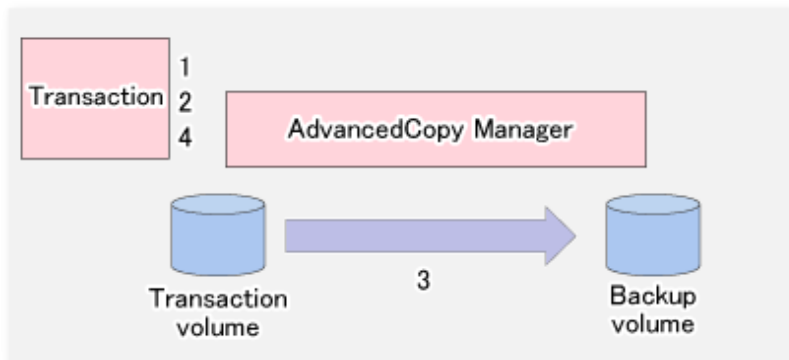 1
Transaction 2
4
AdvancedCopy Manager
3
Transaction
volume
Backup
volume